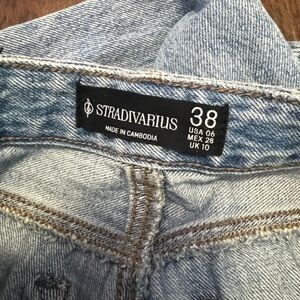 STRADIVARIUS
MADE IN CAMBODIA
38
USA 06
MEX 28
UK 10